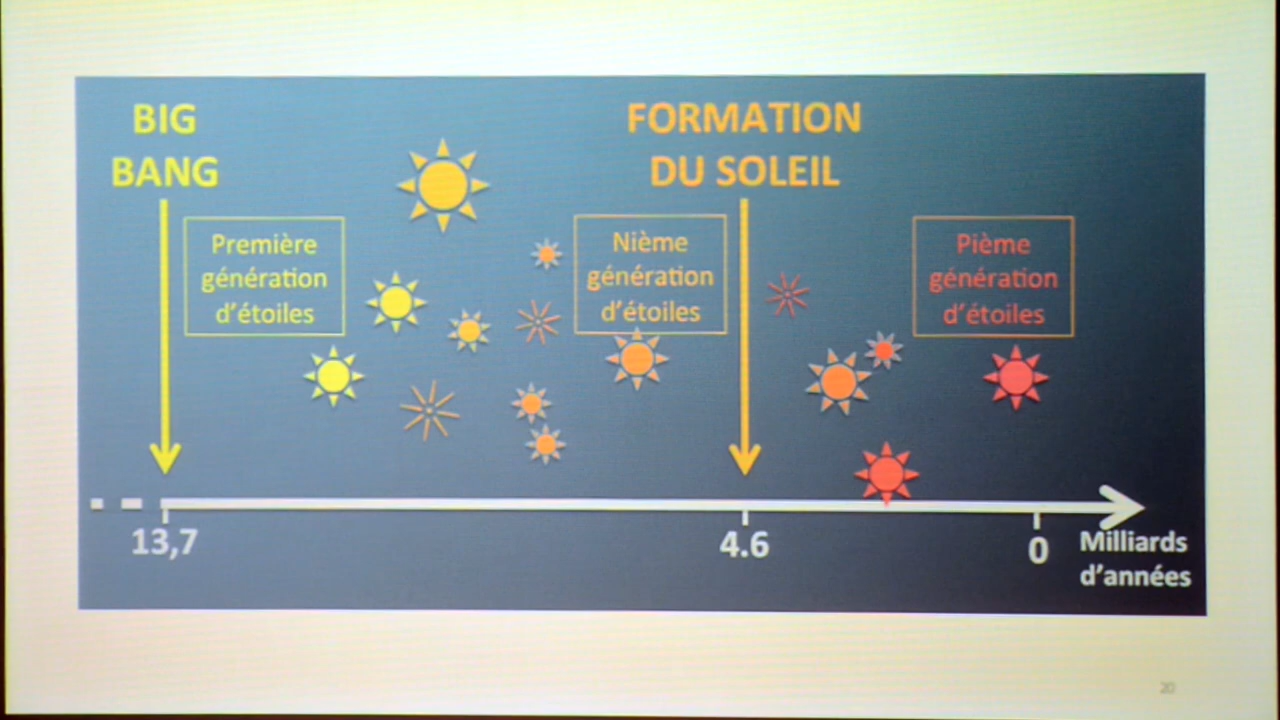 BIG
BANG
FORMATION
DU SOLEIL
Première
génération
d'étoiles
Nième
génération
d'étoiles
Pième
génération
d'étoiles
13,7
4.6
0
Milliards
d'années
20